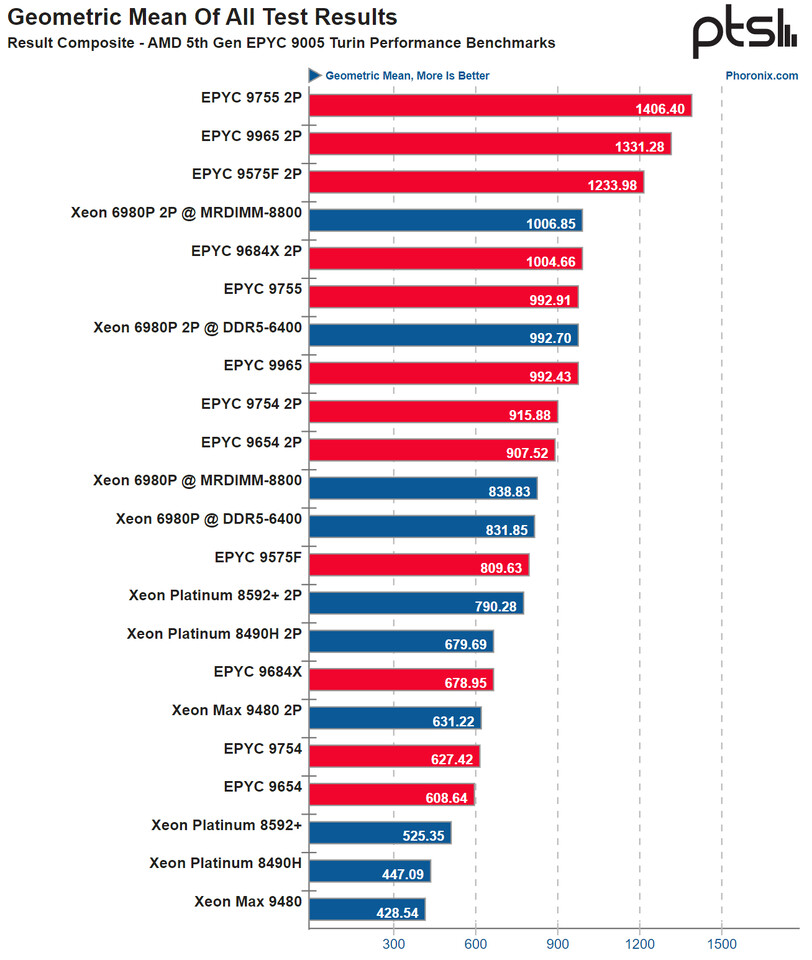 Geometric Mean Of All Test Results
Result Composite - AMD 5th Gen EPYC 9005 Turin Performance Benchmarks
pts
Geometric Mean, More Is Better Phoronix.com
EPYC 9755 2P 1406.40
EPYC 9965 2P 1331.28
EPYC 9575F 2P 1233.98
Xeon 6980P 2P @ MRDIMM-8800 1006.85
EPYC 9684X 2P 1004.66
EPYC 9755 992.91
Xeon 6980P 2P @ DDR5-6400 992.70
EPYC 9965 992.43
EPYC 9754 2P 915.88
EPYC 9654 2P 907.52
Xeon 6980P @ MRDIMM-8800 838.83
Xeon 6980P @ DDR5-6400 831.85
EPYC 9575F 809.63
Xeon Platinum 8592+ 2P 790.28
Xeon Platinum 8490H 2P 679.69
EPYC 9684X 678.95
Xeon Max 9480 2P 631.22
EPYC 9754 627.42
EPYC 9654 608.64
Xeon Platinum 8592+ 525.35
Xeon Platinum 8490H 447.09
Xeon Max 9480 428.54
300 600 900 1200 1500